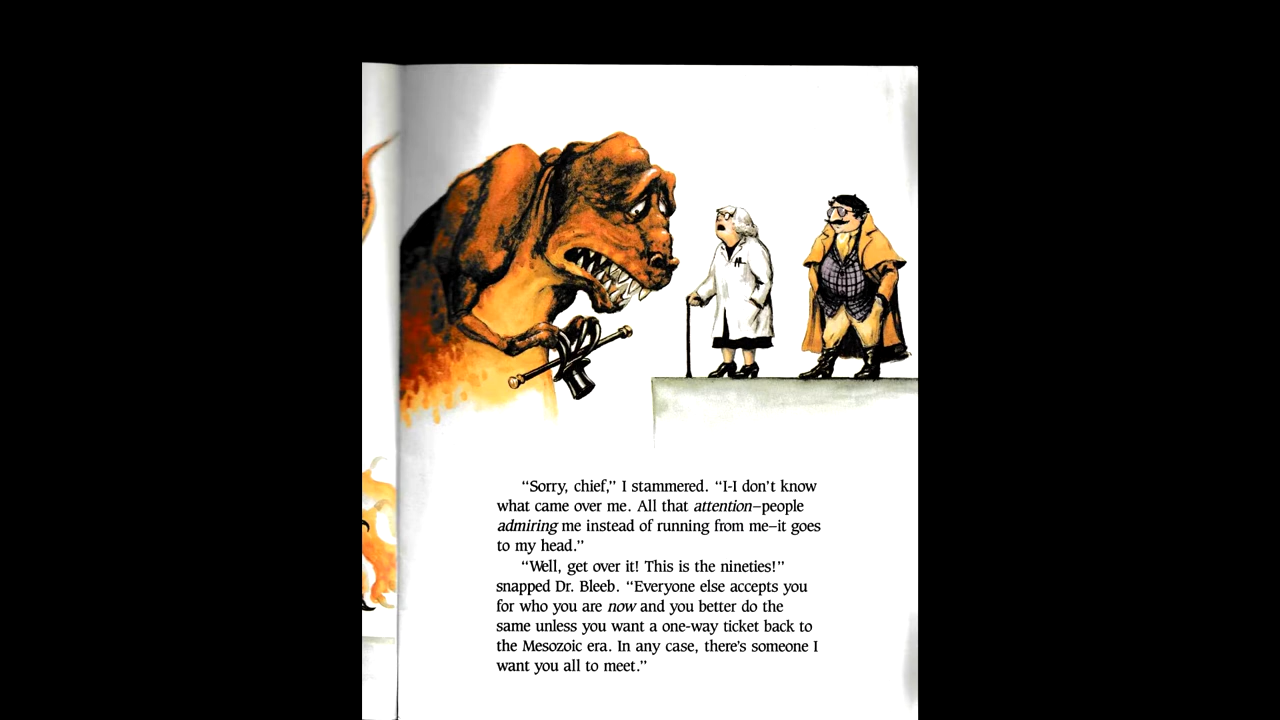 “Sorry, chief,” I stammered. “I-I don’t know
what came over me. All that attention–people
admiring me instead of running from me–it goes
to my head.”
“Well, get over it! This is the nineties!”
snapped Dr. Bleeb. “Everyone else accepts you
for who you are now and you better do the
same unless you want a one-way ticket back to
the Mesozoic era. In any case, there’s someone I
want you all to meet.”